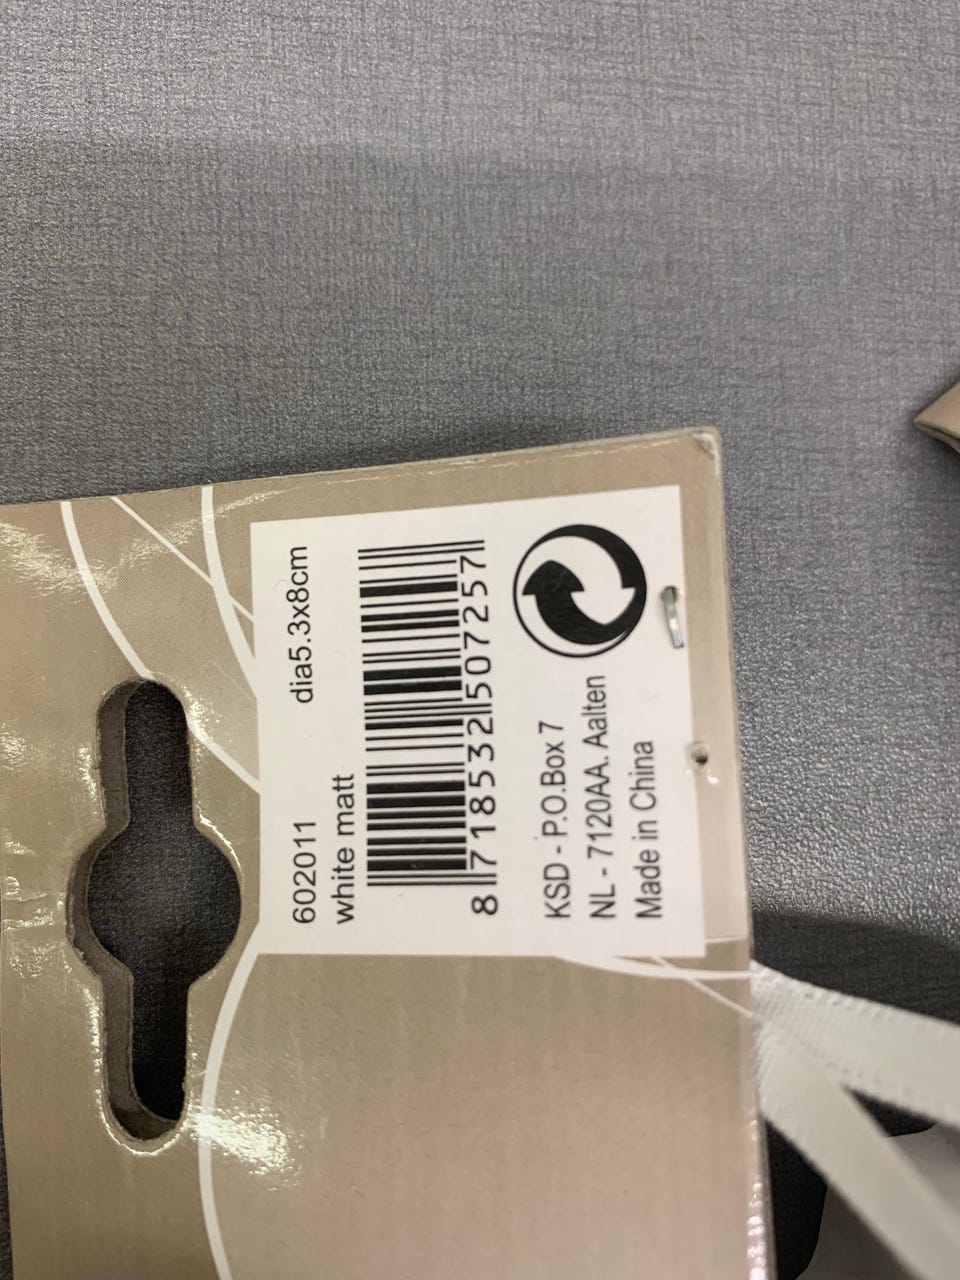 602011 dia5.3x8cm
white matt
8 718532 507257
KSD - P.O.Box 7
NL - 7120AA. Aalten
Made in China